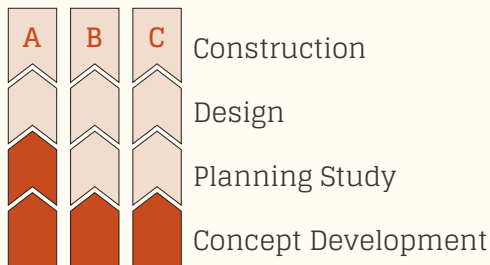 A B C
Construction
Design
Planning Study
Concept Development